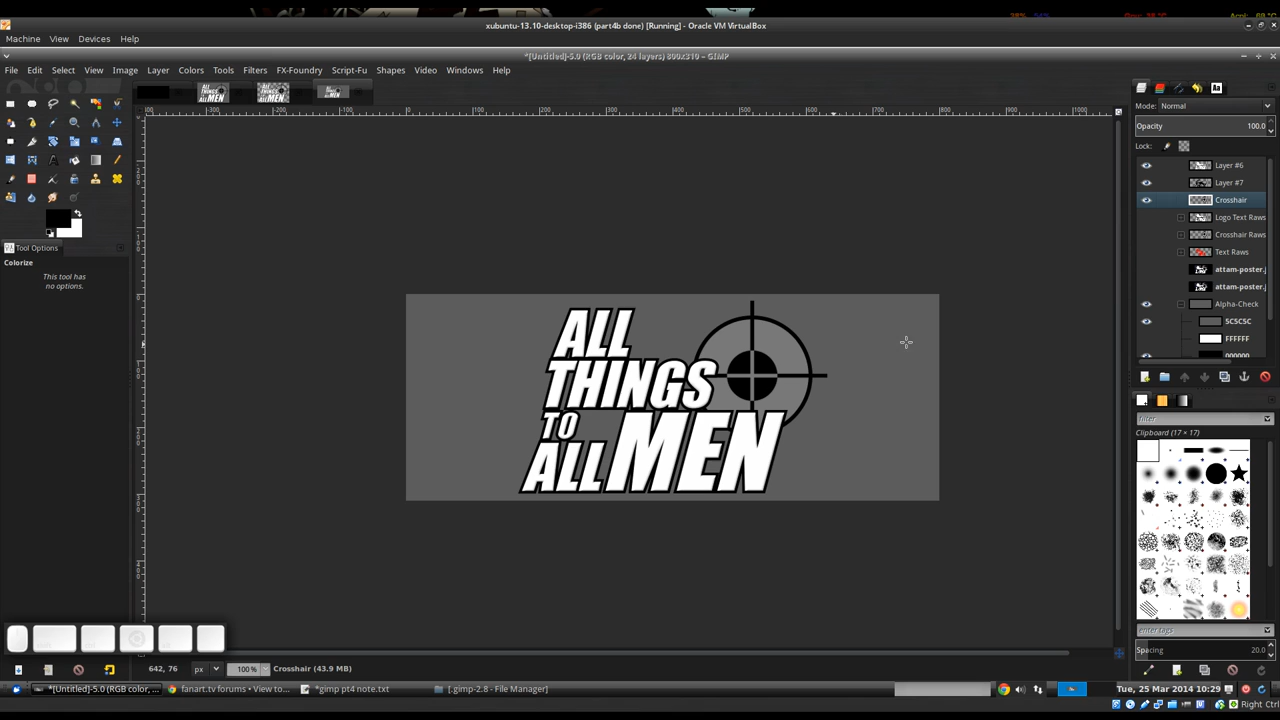 xubuntu-13.10-desktop-i386 (part4b done) [Running] - Oracle VM VirtualBox
Machine View Devices Help
*[Untitled]-5.0 (RGB color, 24 layers) 800x310 – GIMP
File Edit Select View Image Layer Colors Tools Filters FX-Foundry Script-Fu Shapes Video Windows Help
Mode: Normal
Opacity 100.0
Lock:
Layer #6
Layer #7
Crosshair
Logo Text Raws
Crosshair Raws
Text Raws
attam-poster.j
attam-poster.j
Alpha-Check
5C5C5C
FFFFFF
000000
Tool Options
Colorize
This tool has
no options.
ALL
THINGS
TO
ALL MEN
filter
Clipboard (17 × 17)
enter tags
Spacing 20.0
642, 76 px 100% Crosshair (43.9 MB)
*[Untitled]-5.0 (RGB color, ... fanart.tv forums • View to... *gimp pt4 note.txt [.gimp-2.8 - File Manager] Tue, 25 Mar 2014 10:29
Right Ctrl